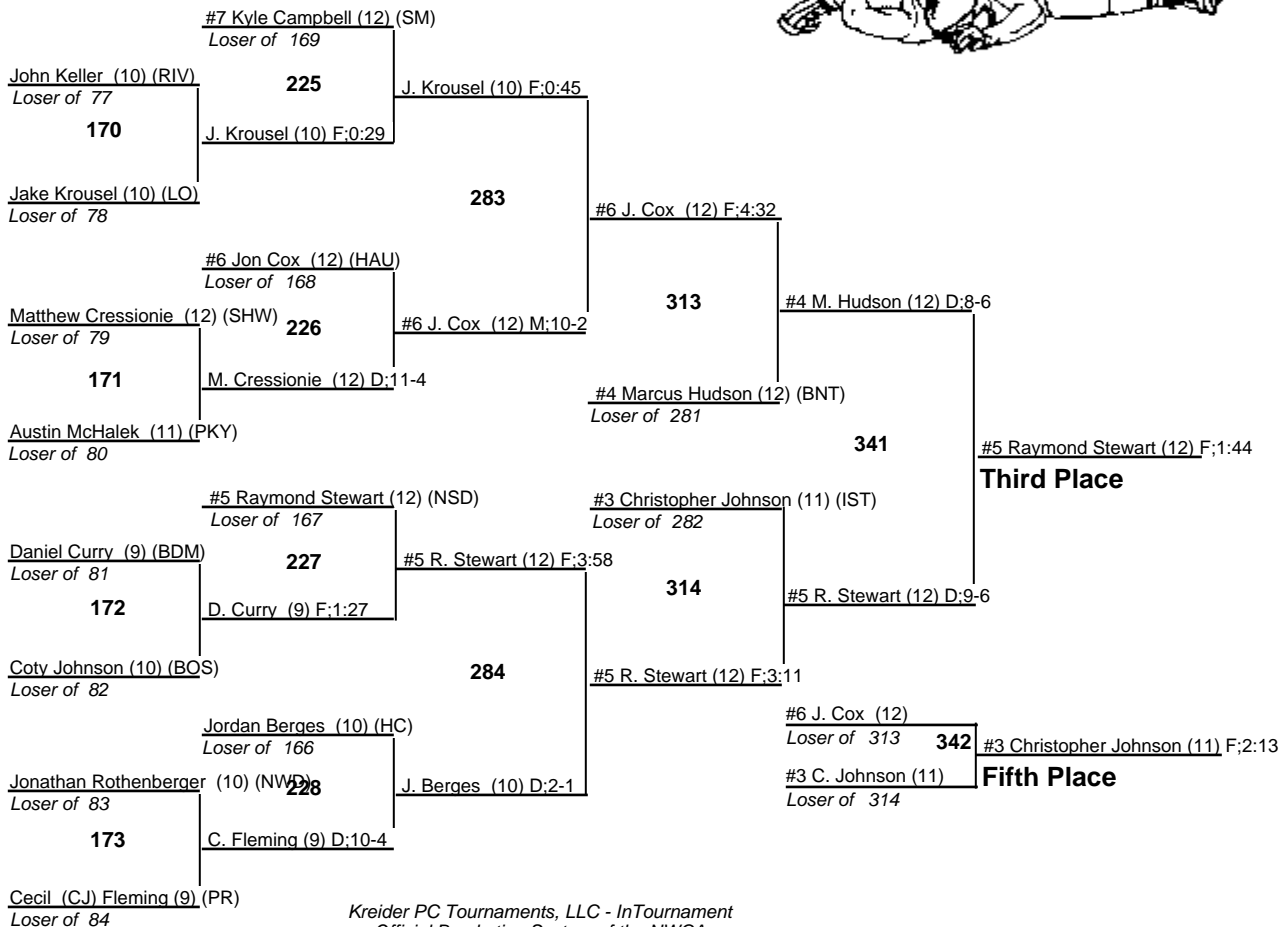 #7 Kyle Campbell (12) (SM)
Loser of 169
John Keller (10) (RIV)
Loser of 77
225
J. Krousel (10) F;0:45
170
J. Krousel (10) F;0:29
Jake Krousel (10) (LO)
Loser of 78
283
#6 J. Cox (12) F;4:32
#6 Jon Cox (12) (HAU)
Loser of 168
Matthew Cressionie (12) (SHW)
Loser of 79
226
#6 J. Cox (12) M;10-2
313
#4 M. Hudson (12) D;8-6
171
M. Cressionie (12) D;11-4
#4 Marcus Hudson (12) (BNT)
Loser of 281
Austin McHalek (11) (PKY)
Loser of 80
341
#5 Raymond Stewart (12) F;1:44
Third Place
#5 Raymond Stewart (12) (NSD)
Loser of 167
#3 Christopher Johnson (11) (IST)
Loser of 282
Daniel Curry (9) (BDM)
Loser of 81
227
#5 R. Stewart (12) F;3:58
314
172
D. Curry (9) F;1:27
#5 R. Stewart (12) D;9-6
Coty Johnson (10) (BOS)
Loser of 82
284
#5 R. Stewart (12) F;3:11
Jordan Berges (10) (HC)
Loser of 166
#6 J. Cox (12)
Loser of 313
342
#3 Christopher Johnson (11) F;2:13
Fifth Place
Jonathan Rothenberger (10) (NWD)
Loser of 83
228
J. Berges (10) D;2-1
#3 C. Johnson (11)
Loser of 314
173
C. Fleming (9) D;10-4
Cecil (CJ) Fleming (9) (PR)
Loser of 84
Kreider PC Tournaments, LLC - InTournament